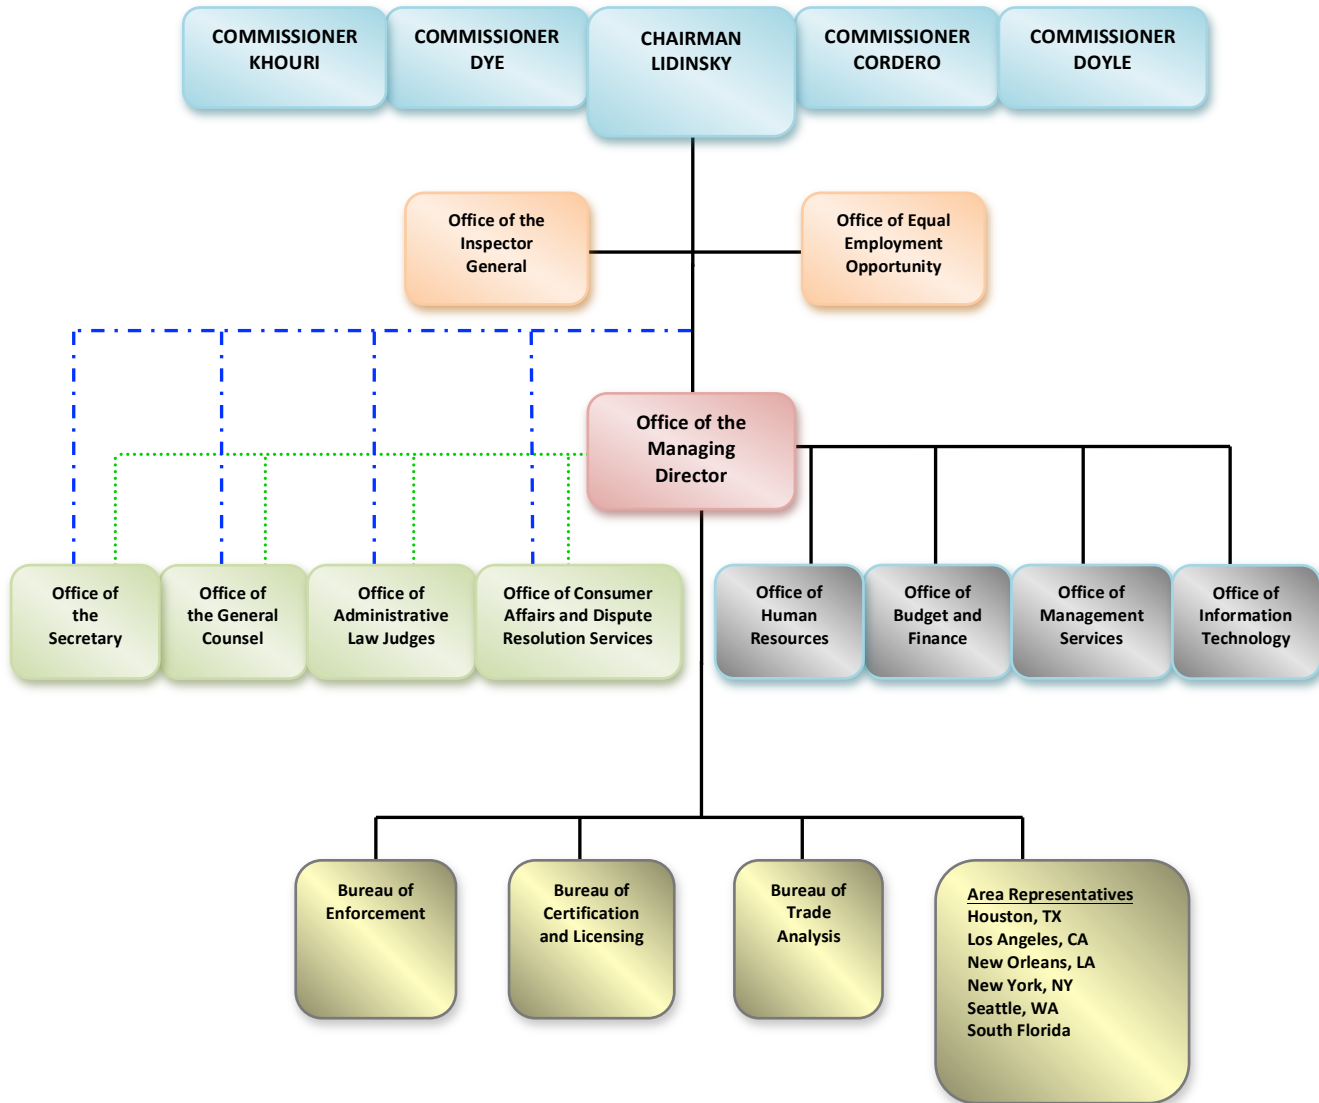 COMMISSIONER
KHOURI
COMMISSIONER
DYE
CHAIRMAN
LIDINSKY
COMMISSIONER
CORDERO
COMMISSIONER
DOYLE
Office of the
Inspector
General
Office of Equal
Employment
Opportunity
Office of the
Managing
Director
Office of
the
Secretary
Office of
the General
Counsel
Office of
Administrative
Law Judges
Office of Consumer
Affairs and Dispute
Resolution Services
Office of
Human
Resources
Office of
Budget and
Finance
Office of
Management
Services
Office of
Information
Technology
Bureau of
Enforcement
Bureau of
Certification
and Licensing
Bureau of
Trade
Analysis
Area Representatives
Houston, TX
Los Angeles, CA
New Orleans, LA
New York, NY
Seattle, WA
South Florida